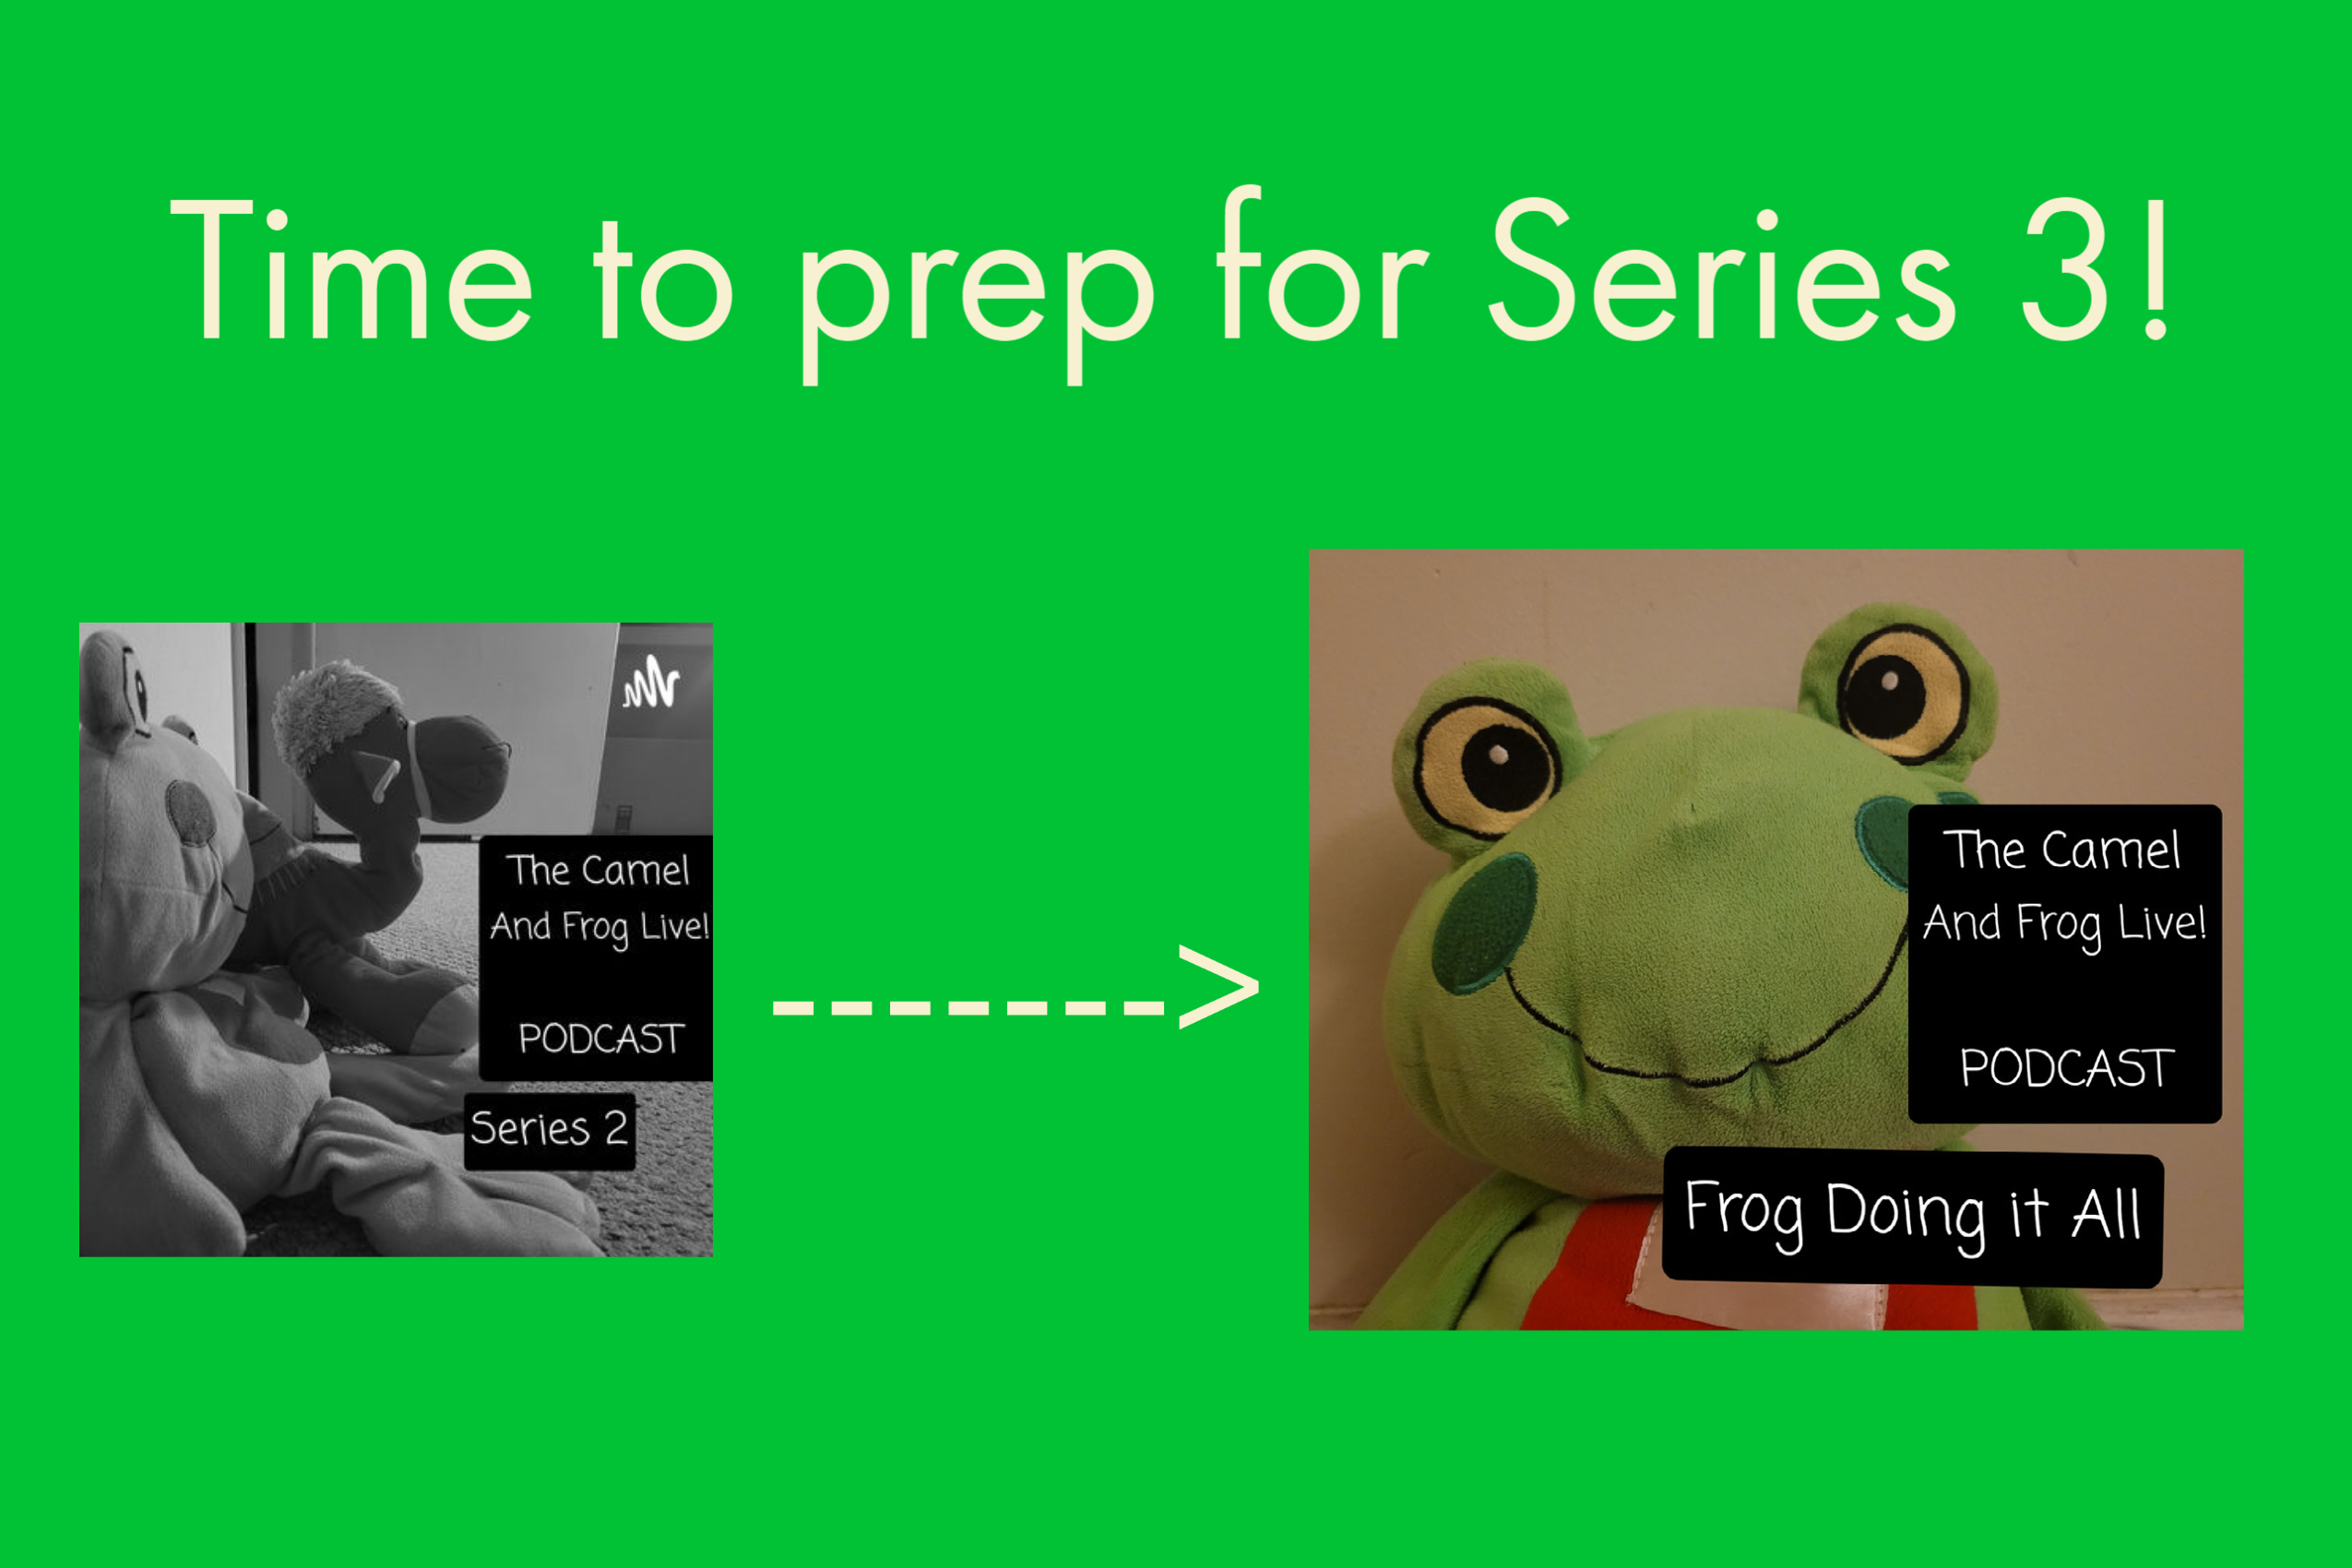 Time to prep for Series 3!
The Camel
And Frog Live!
PODCAST
Series 2
------->
The Camel
And Frog Live!
PODCAST
Frog Doing it All